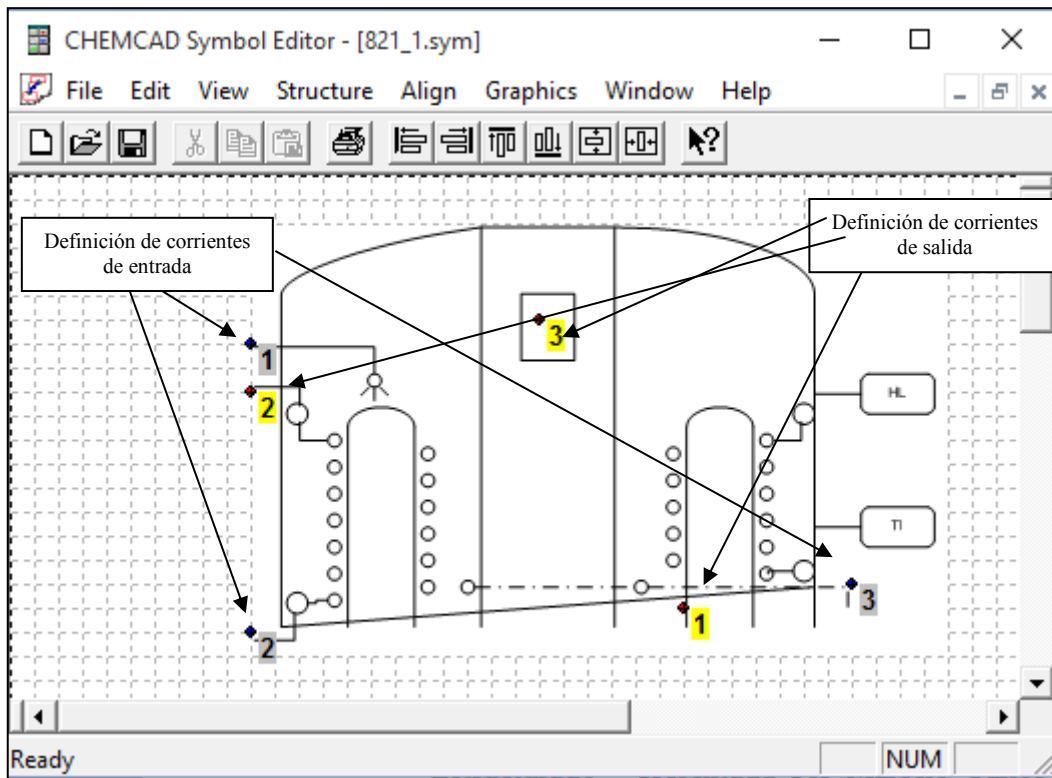 CHEMCAD Symbol Editor - [821_1.sym]
File Edit View Structure Align Graphics Window Help
Definición de corrientes
de entrada
Definición de corrientes
de salida
3
1
2
HL
TI
3
1
2
Ready
NUM